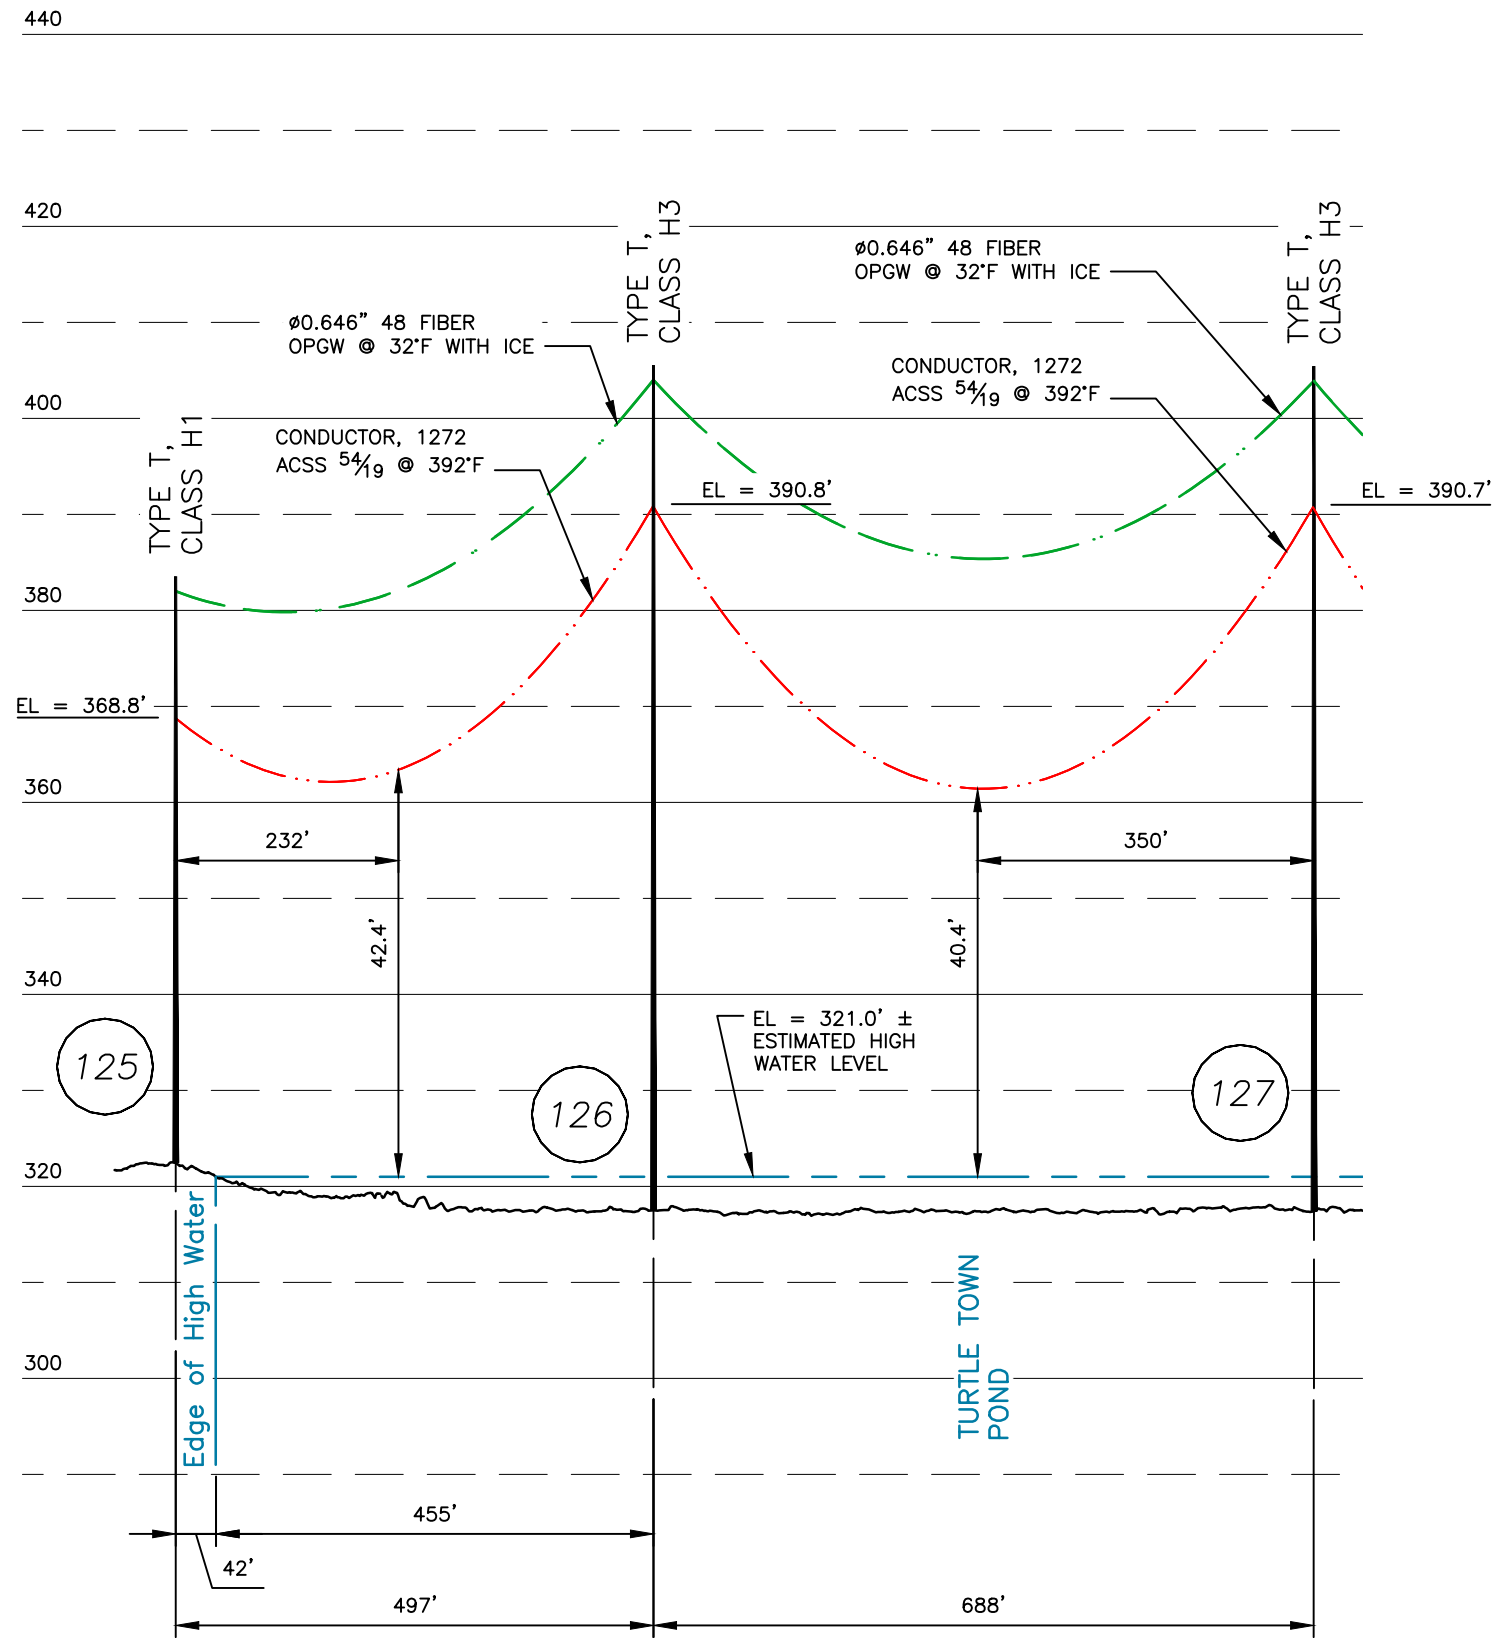 440
420
TYPE T,
CLASS H3
TYPE T,
CLASS H3
ø0.646" 48 FIBER
OPGW @ 32°F WITH ICE
ø0.646" 48 FIBER
OPGW @ 32°F WITH ICE
CONDUCTOR, 1272
ACSS 54/19 @ 392°F
400
TYPE T,
CLASS H1
CONDUCTOR, 1272
ACSS 54/19 @ 392°F
EL = 390.8'
EL = 390.7'
380
EL = 368.8'
360
232'
350'
42.4'
40.4'
340
EL = 321.0' ±
ESTIMATED HIGH
WATER LEVEL
125
126
127
320
Edge of High Water
TURTLE TOWN
POND
300
455'
42'
497'
688'